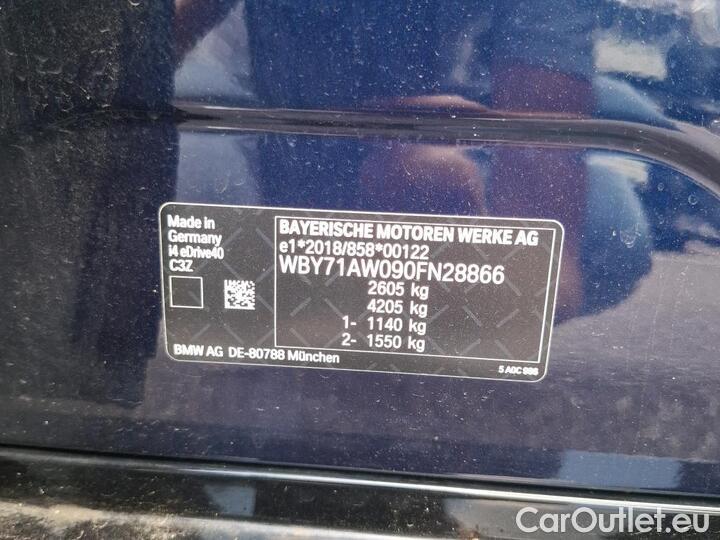 Made in
Germany
i4 eDrive40
C3Z
BAYERISCHE MOTOREN WERKE AG
e1*2018/858*00122
WBY71AW090FN28866
2605 kg
4205 kg
1- 1140 kg
2- 1550 kg
BMW AG DE-80788 München
5 A0C 986
CarOutlet.eu